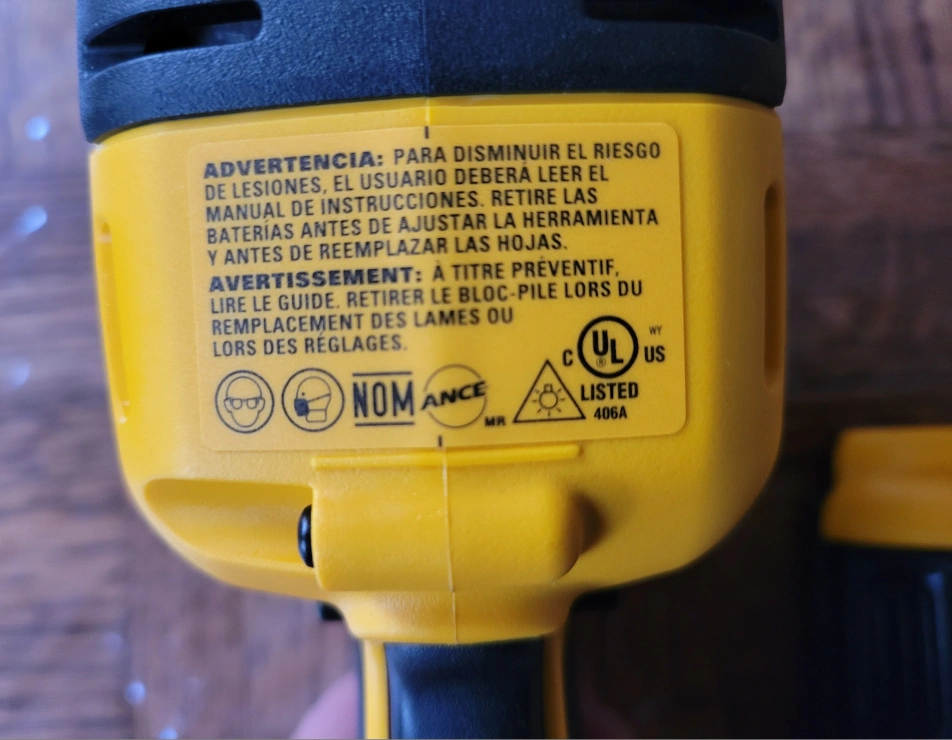 ADVERTENCIA: PARA DISMINUIR EL RIESGO
DE LESIONES, EL USUARIO DEBERÁ LEER EL
MANUAL DE INSTRUCCIONES. RETIRE LAS
BATERÍAS ANTES DE AJUSTAR LA HERRAMIENTA
Y ANTES DE REEMPLAZAR LAS HOJAS.
AVERTISSEMENT: À TITRE PRÉVENTIF,
LIRE LE GUIDE. RETIRER LE BLOC-PILE LORS DU
REMPLACEMENT DES LAMES OU
LORS DES RÉGLAGES.
NOM
ANCE
MR
WY
C UL ® US
LISTED
406A